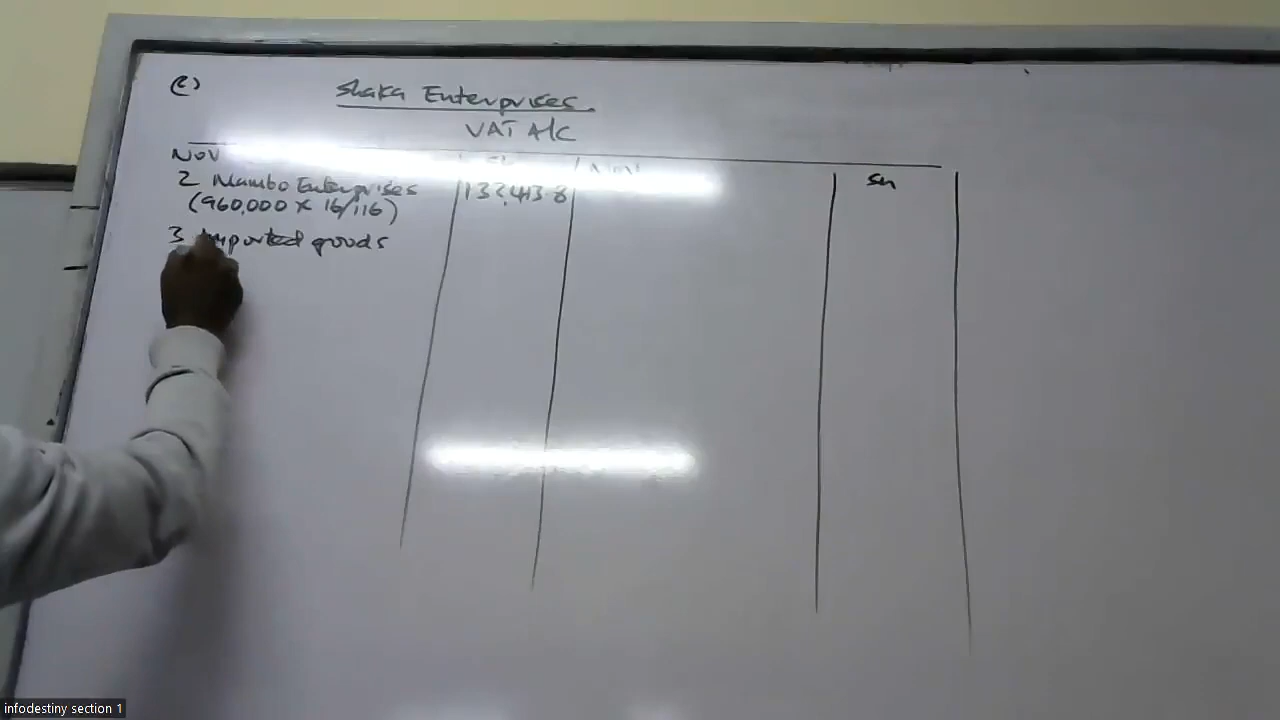 (c)
Shaka Enterprises.
VAT A/C
Nov
Sh
2 Mambo Enterprises
132,413.8
(960,000 x 16/116)
3 Imported goods
infodestiny section 1